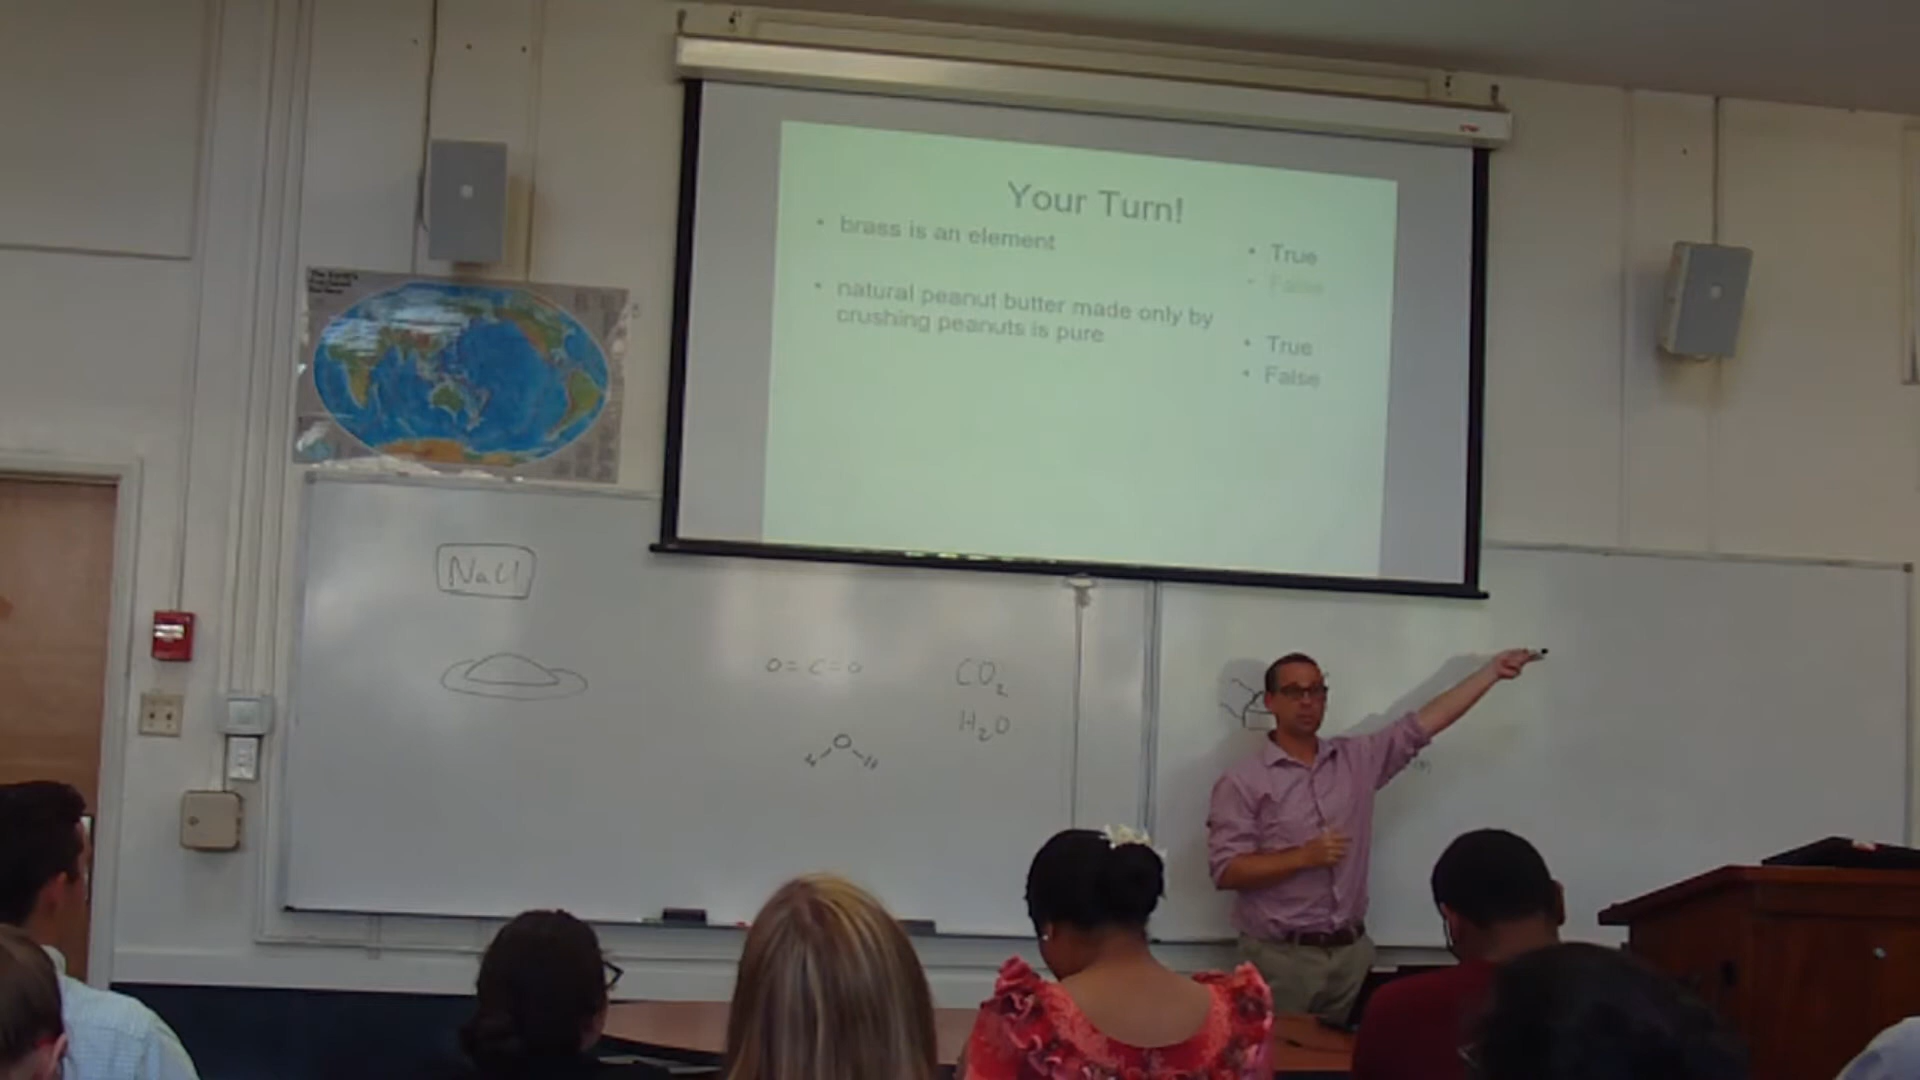 Your Turn!
• brass is an element
• True
• False
• natural peanut butter made only by
crushing peanuts is pure
• True
• False
NaCl
O=C=O
CO2
H2O
O
H H